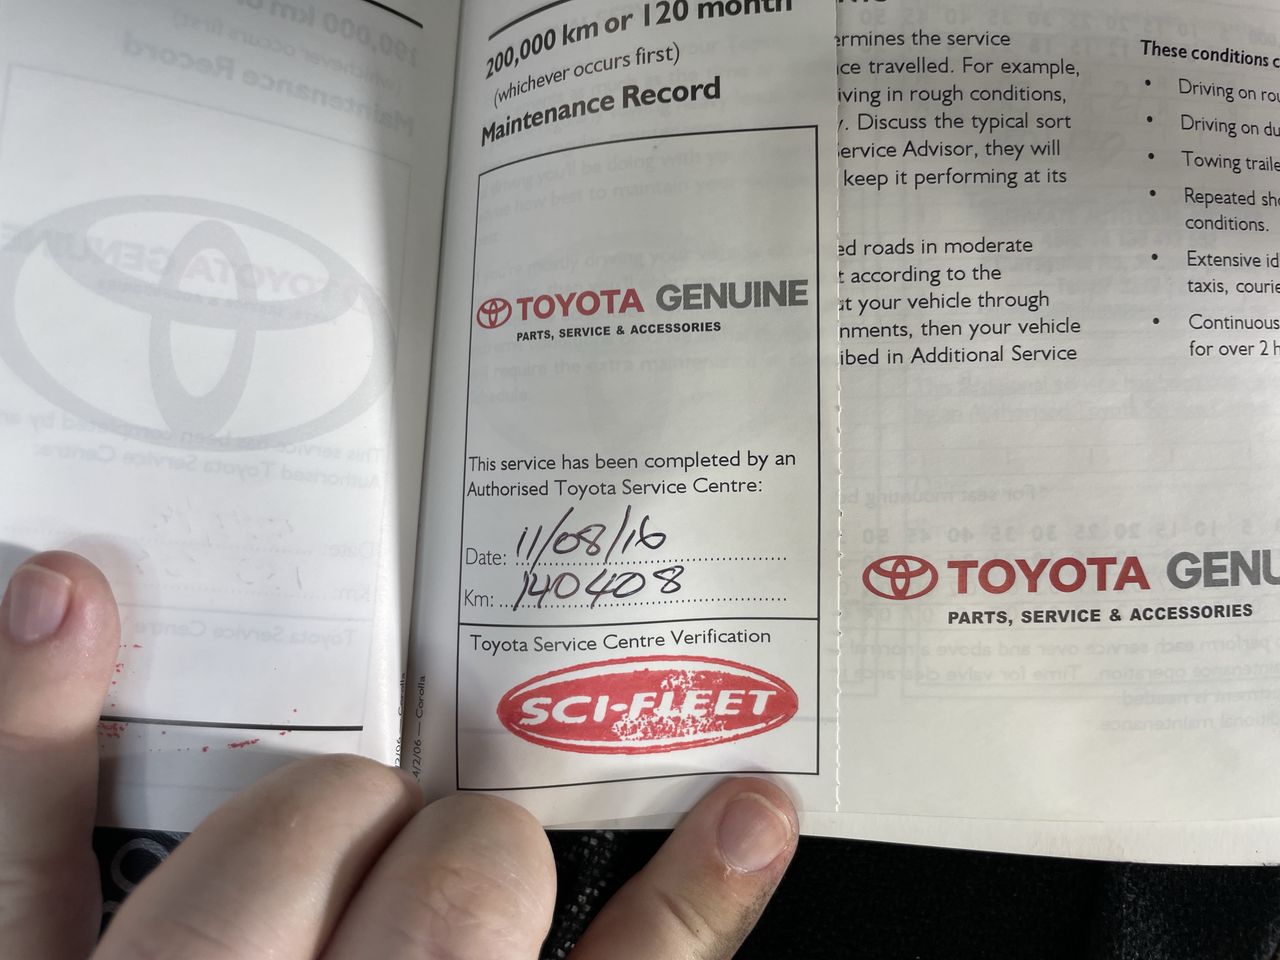 200,000 km or 120 month
(whichever occurs first)
Maintenance Record
TOYOTA GENUINE
PARTS, SERVICE & ACCESSORIES
This service has been completed by an
Authorised Toyota Service Centre:
Date: 11/08/16
Km: 140408
Toyota Service Centre Verification
SCI-FLEET
4/2/06 — Corolla
ermines the service
ce travelled. For example,
iving in rough conditions,
y. Discuss the typical sort
ervice Advisor, they will
keep it performing at its
ed roads in moderate
t according to the
at your vehicle through
nments, then your vehicle
ibed in Additional Service
TOYOTA GENU
PARTS, SERVICE & ACCESSORIES
These conditions c
• Driving on rou
• Driving on du
• Towing traile
• Repeated sho
conditions.
• Extensive id
taxis, courie
• Continuous
for over 2 h